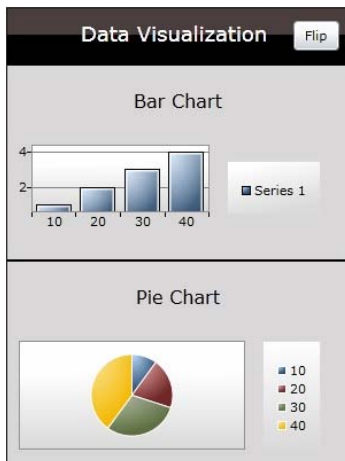 Data Visualization
Flip
Bar Chart
4
2
10 20 30 40
Series 1
Pie Chart
10
20
30
40